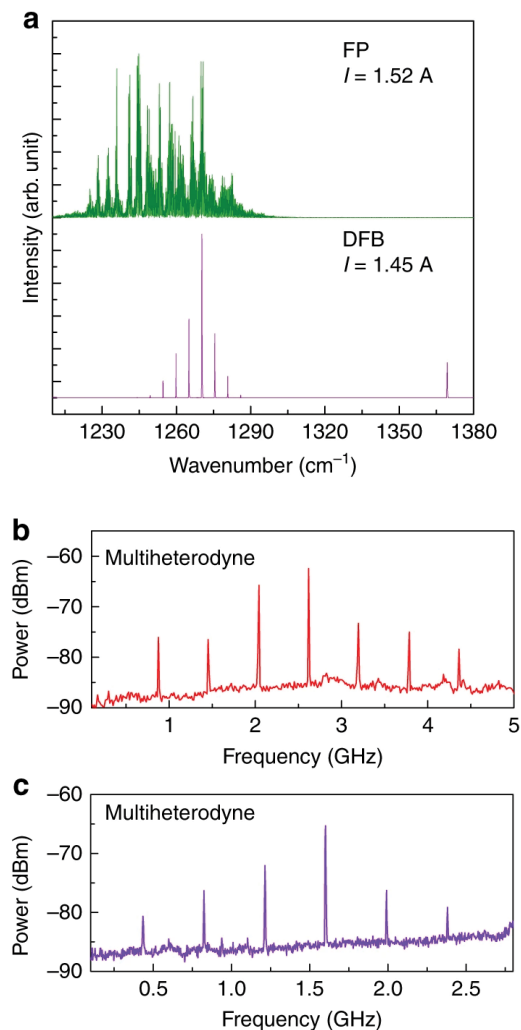 a
FP
I = 1.52 A
DFB
I = 1.45 A
Intensity (arb. unit)
1230 1260 1290 1320 1350 1380
Wavenumber (cm⁻¹)
b
Multiheterodyne
Power (dBm)
–60
–70
–80
–90
1 2 3 4 5
Frequency (GHz)
c
Multiheterodyne
Power (dBm)
–60
–70
–80
–90
0.5 1.0 1.5 2.0 2.5
Frequency (GHz)